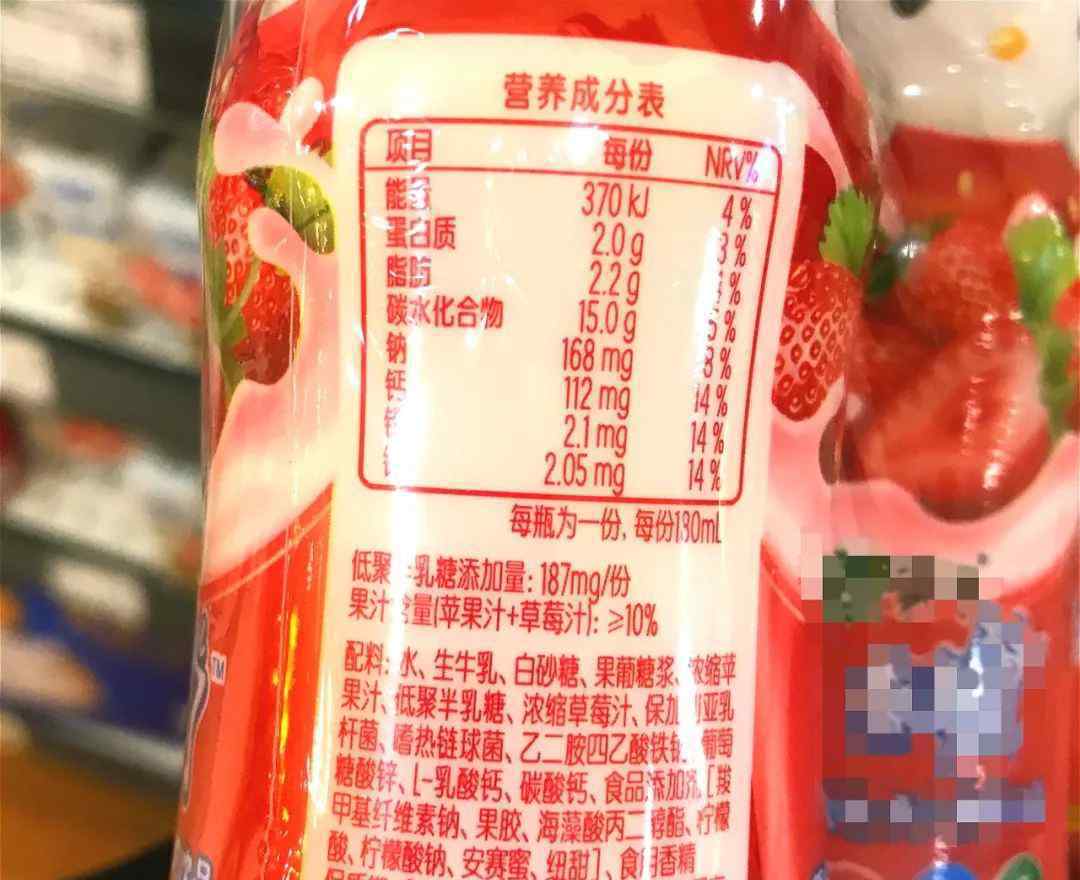 营养成分表
项目 每份 NRV%
能量 370 kJ 4%
蛋白质 2.0 g 3%
脂肪 2.2 g %
碳水化合物 15.0 g 5%
钠 168 mg 8%
钙 112 mg 14%
2.1 mg 14%
2.05 mg 14%
每瓶为一份, 每份130mL
低聚半乳糖添加量: 187mg/份
果汁含量(苹果汁+草莓汁): ≥10%
配料: 水、生牛乳、白砂糖、果葡糖浆、浓缩苹
果汁、低聚半乳糖、浓缩草莓汁、保加利亚乳
杆菌、嗜热链球菌、乙二胺四乙酸铁钠、葡萄
糖酸锌、L-乳酸钙、碳酸钙、食品添加剂[羧
甲基纤维素钠、果胶、海藻酸丙二醇酯、柠檬
酸、柠檬酸钠、安赛蜜、纽甜]、食用香精
TM